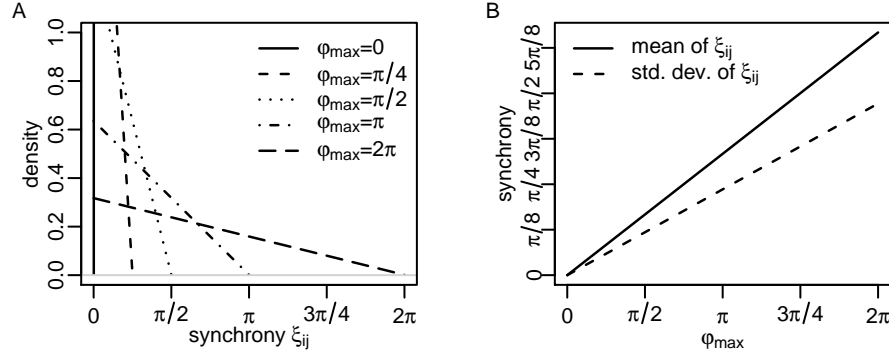 A
density
0.0 0.2 0.4 0.6 0.8 1.0
φmax=0
φmax=π/4
φmax=π/2
φmax=π
φmax=2π
0 π/2 π 3π/4 2π
synchrony ξij
B
synchrony
0 π/8 π/4 3π/8 π/2 5π/8
mean of ξij
std. dev. of ξij
0 π/2 π 3π/4 2π
φmax